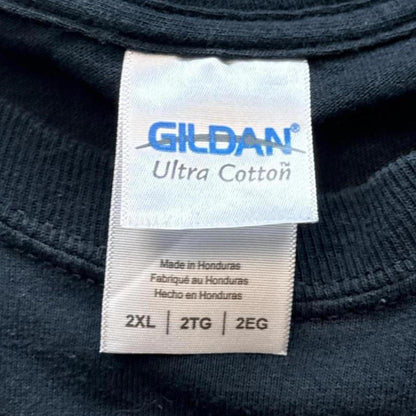 GILDAN®
Ultra Cotton™
Made in Honduras
Fabriqué au Honduras
Hecho en Honduras
2XL | 2TG | 2EG